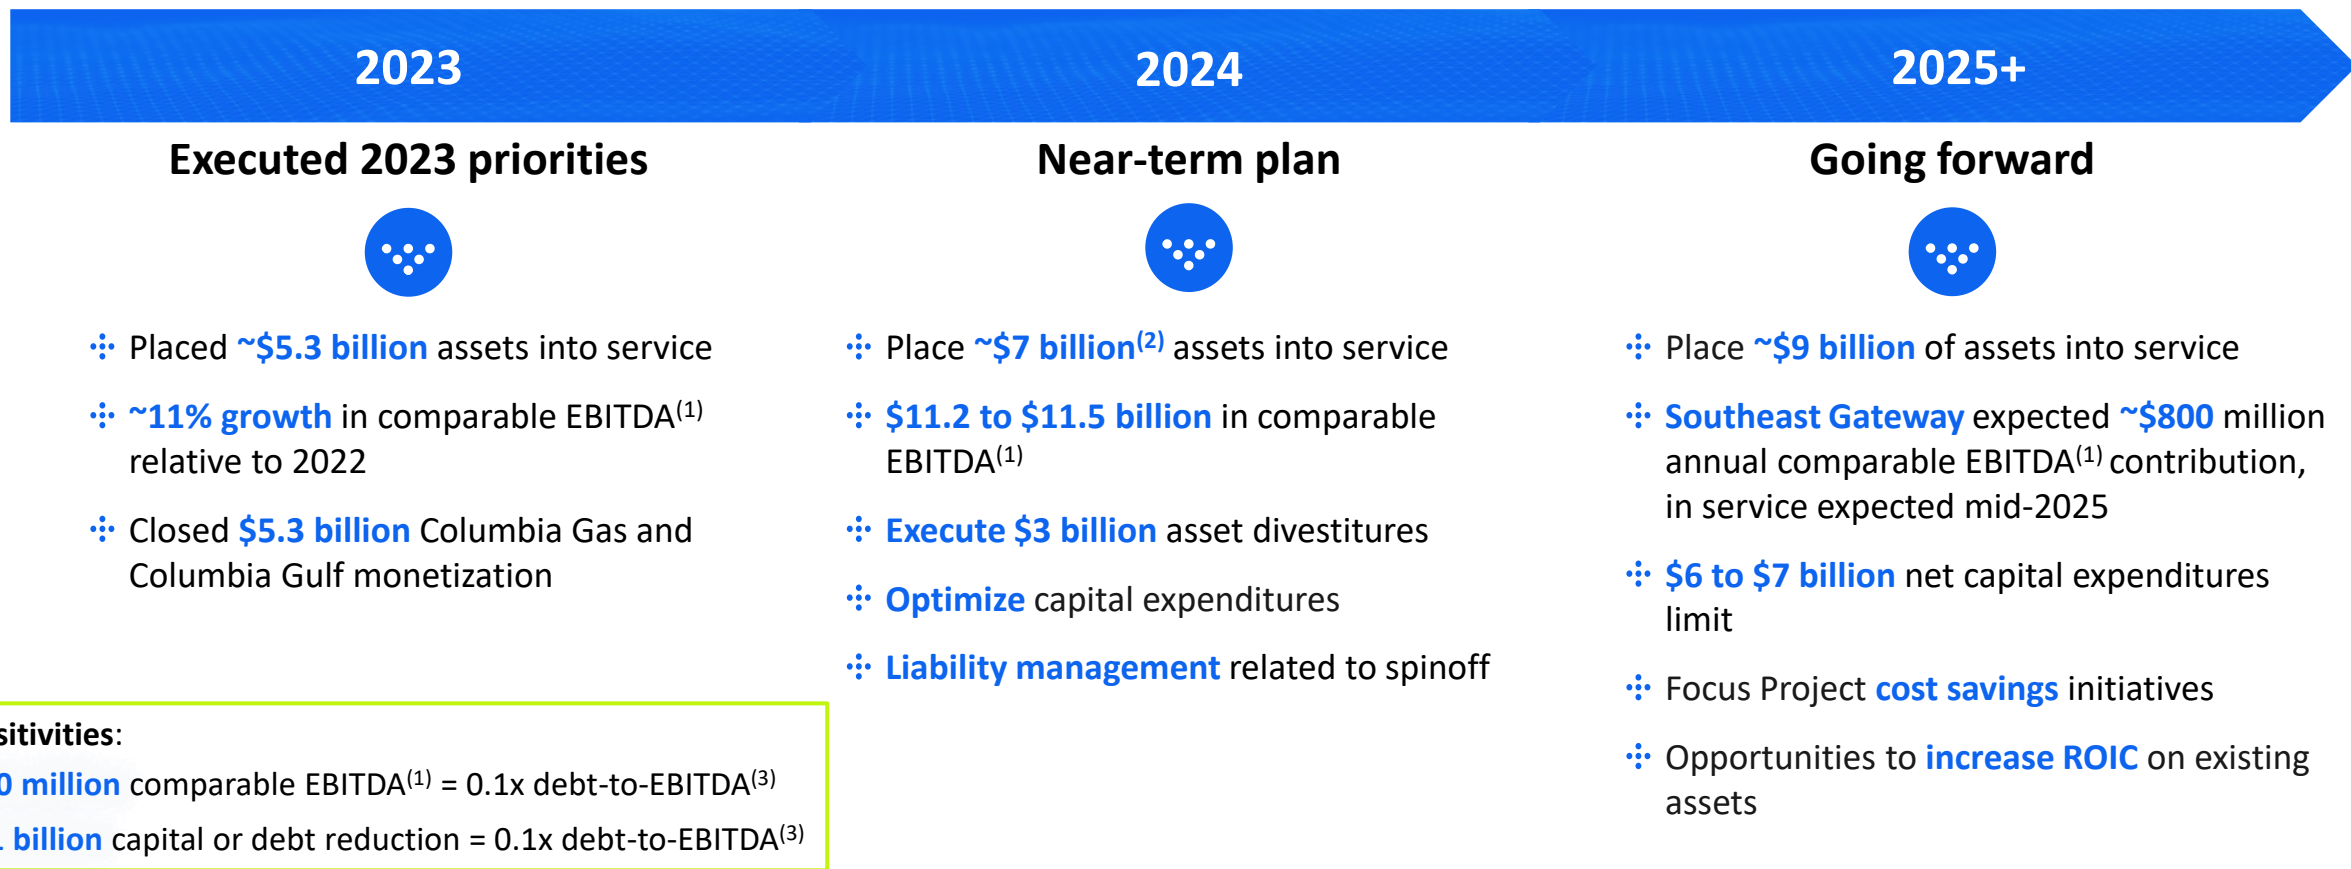 2023
2024
2025+
Executed 2023 priorities
Placed ~$5.3 billion assets into service
~11% growth in comparable EBITDA(1)
relative to 2022
Closed $5.3 billion Columbia Gas and
Columbia Gulf monetization
Near-term plan
Place ~$7 billion(2) assets into service
$11.2 to $11.5 billion in comparable
EBITDA(1)
Execute $3 billion asset divestitures
Optimize capital expenditures
Liability management related to spinoff
Going forward
Place ~$9 billion of assets into service
Southeast Gateway expected ~$800 million
annual comparable EBITDA(1) contribution,
in service expected mid-2025
$6 to $7 billion net capital expenditures
limit
Focus Project cost savings initiatives
Opportunities to increase ROIC on existing
assets
sitivities:
0 million comparable EBITDA(1) = 0.1x debt-to-EBITDA(3)
billion capital or debt reduction = 0.1x debt-to-EBITDA(3)